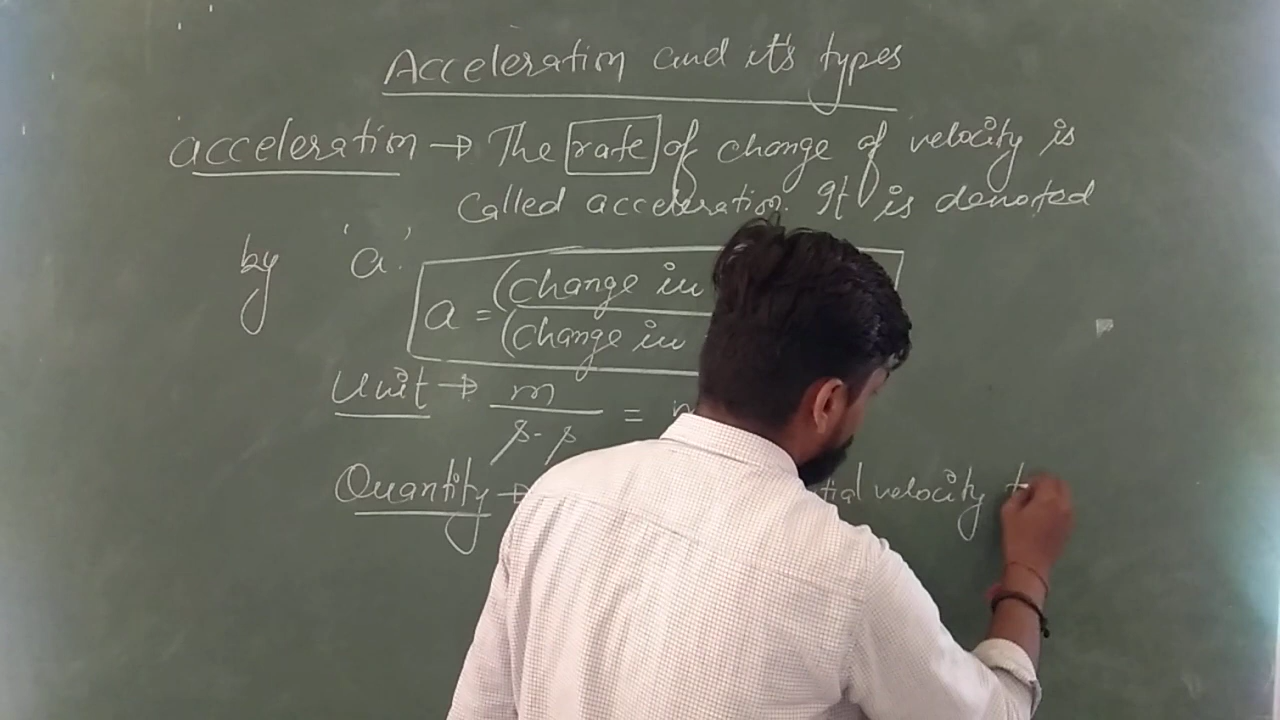 Acceleration and it's types
acceleration → The rate of change of velocity is
called acceleration. It is denoted
by 'a'.
a = (change in
(change in
Unit → m
s-s
=
Quantity →
velocity